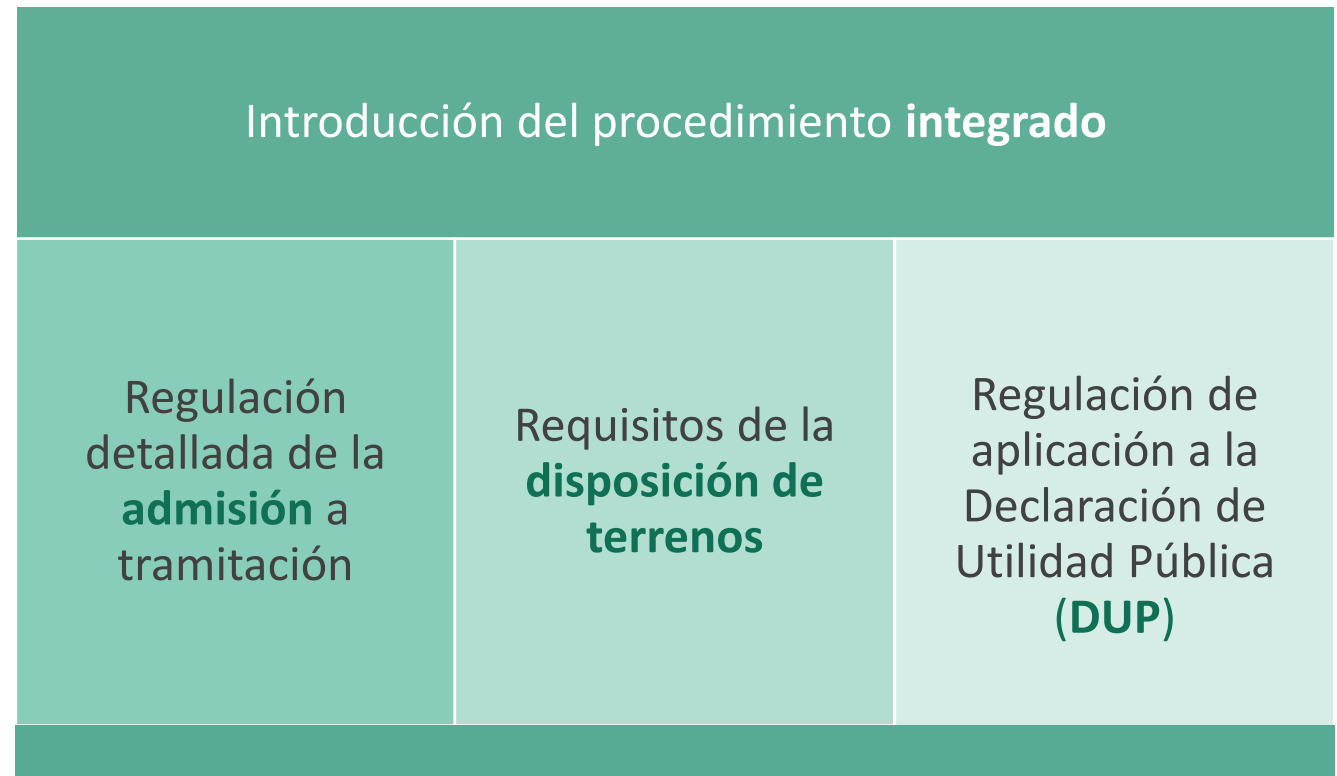 Introducción del procedimiento integrado
Regulación
detallada de la
admisión a
tramitación
Requisitos de la
disposición de
terrenos
Regulación de
aplicación a la
Declaración de
Utilidad Pública
(DUP)